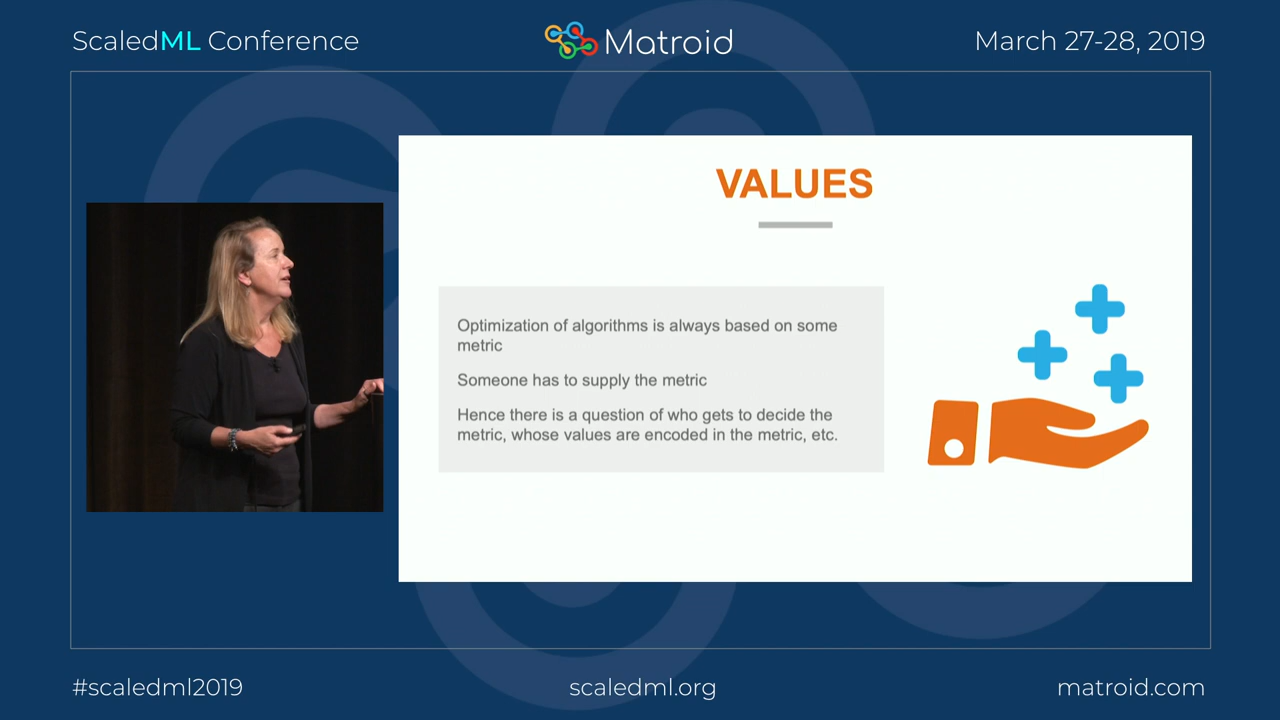 ScaledML Conference
Matroid
March 27-28, 2019
VALUES
Optimization of algorithms is always based on some
metric
Someone has to supply the metric
Hence there is a question of who gets to decide the
metric, whose values are encoded in the metric, etc.
#scaledml2019
scaledml.org
matroid.com